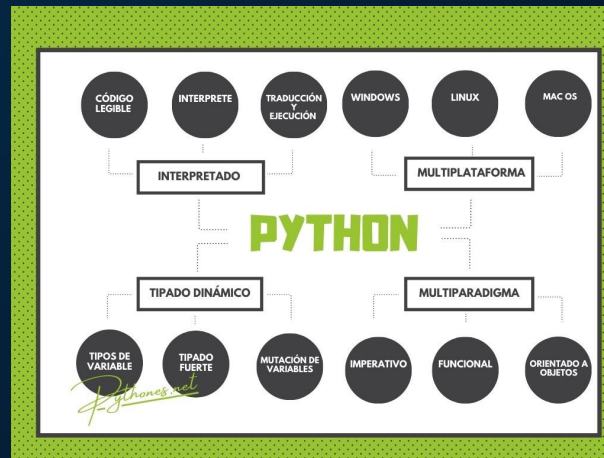 CÓDIGO
LEGIBLE
INTERPRETE
TRADUCCIÓN
Y
EJECUCIÓN
WINDOWS
LINUX
MAC OS
INTERPRETADO
MULTIPLATAFORMA
PYTHON
TIPADO DINÁMICO
MULTIPARADIGMA
TIPOS DE
VARIABLE
TIPADO
FUERTE
MUTACIÓN DE
VARIABLES
IMPERATIVO
FUNCIONAL
ORIENTADO A
OBJETOS
Pythones.net